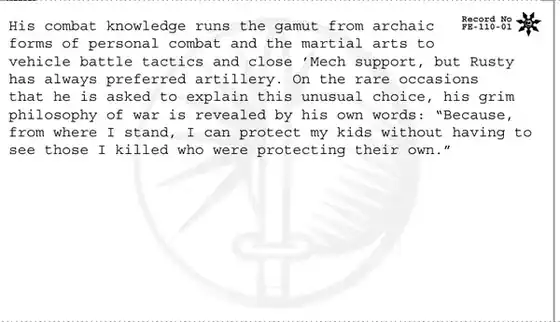 His combat knowledge runs the gamut from archaic
Record No
FE-110-01
forms of personal combat and the martial arts to
vehicle battle tactics and close ‘Mech support, but Rusty
has always preferred artillery. On the rare occasions
that he is asked to explain this unusual choice, his grim
philosophy of war is revealed by his own words: “Because,
from where I stand, I can protect my kids without having to
see those I killed who were protecting their own.”